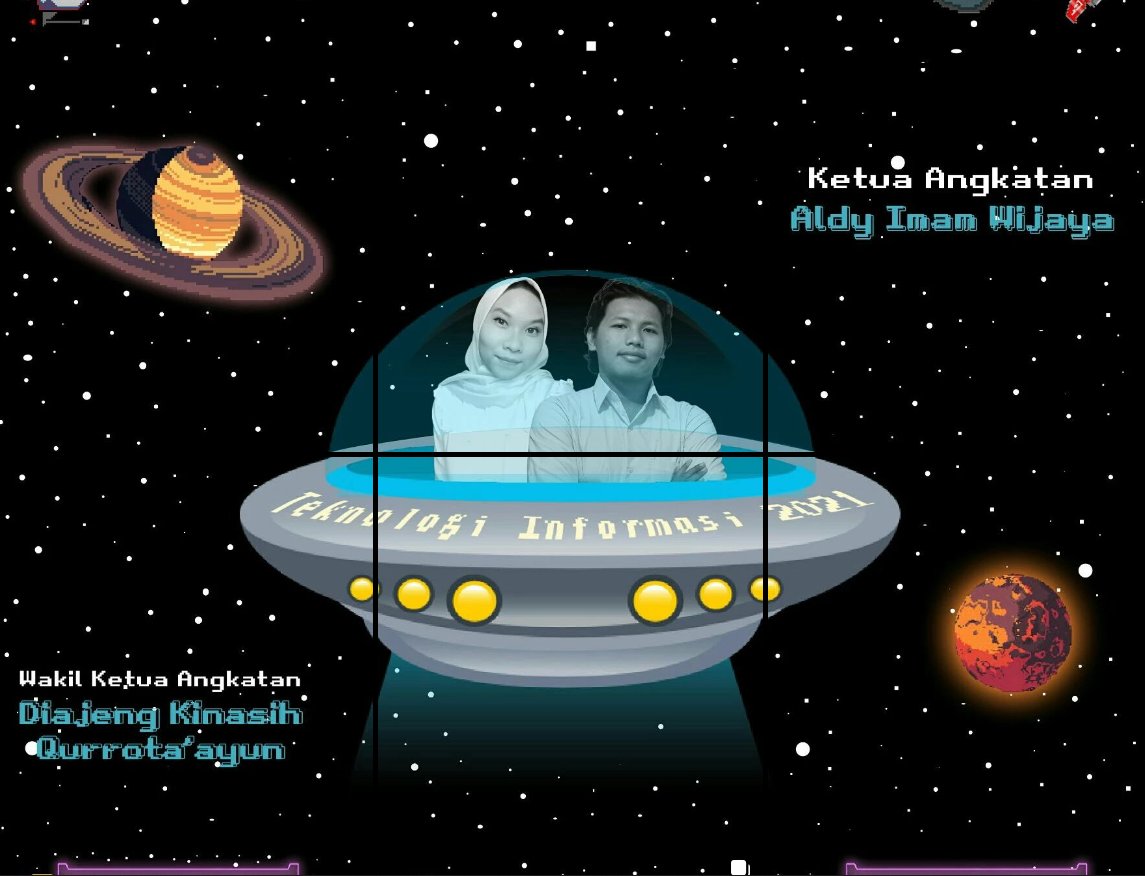 Ketua Angkatan
Aldy Imam Wijaya
Teknologi Informasi 2021
Wakil Ketua Angkatan
Diajeng Kinasih
Qurrota'ayun